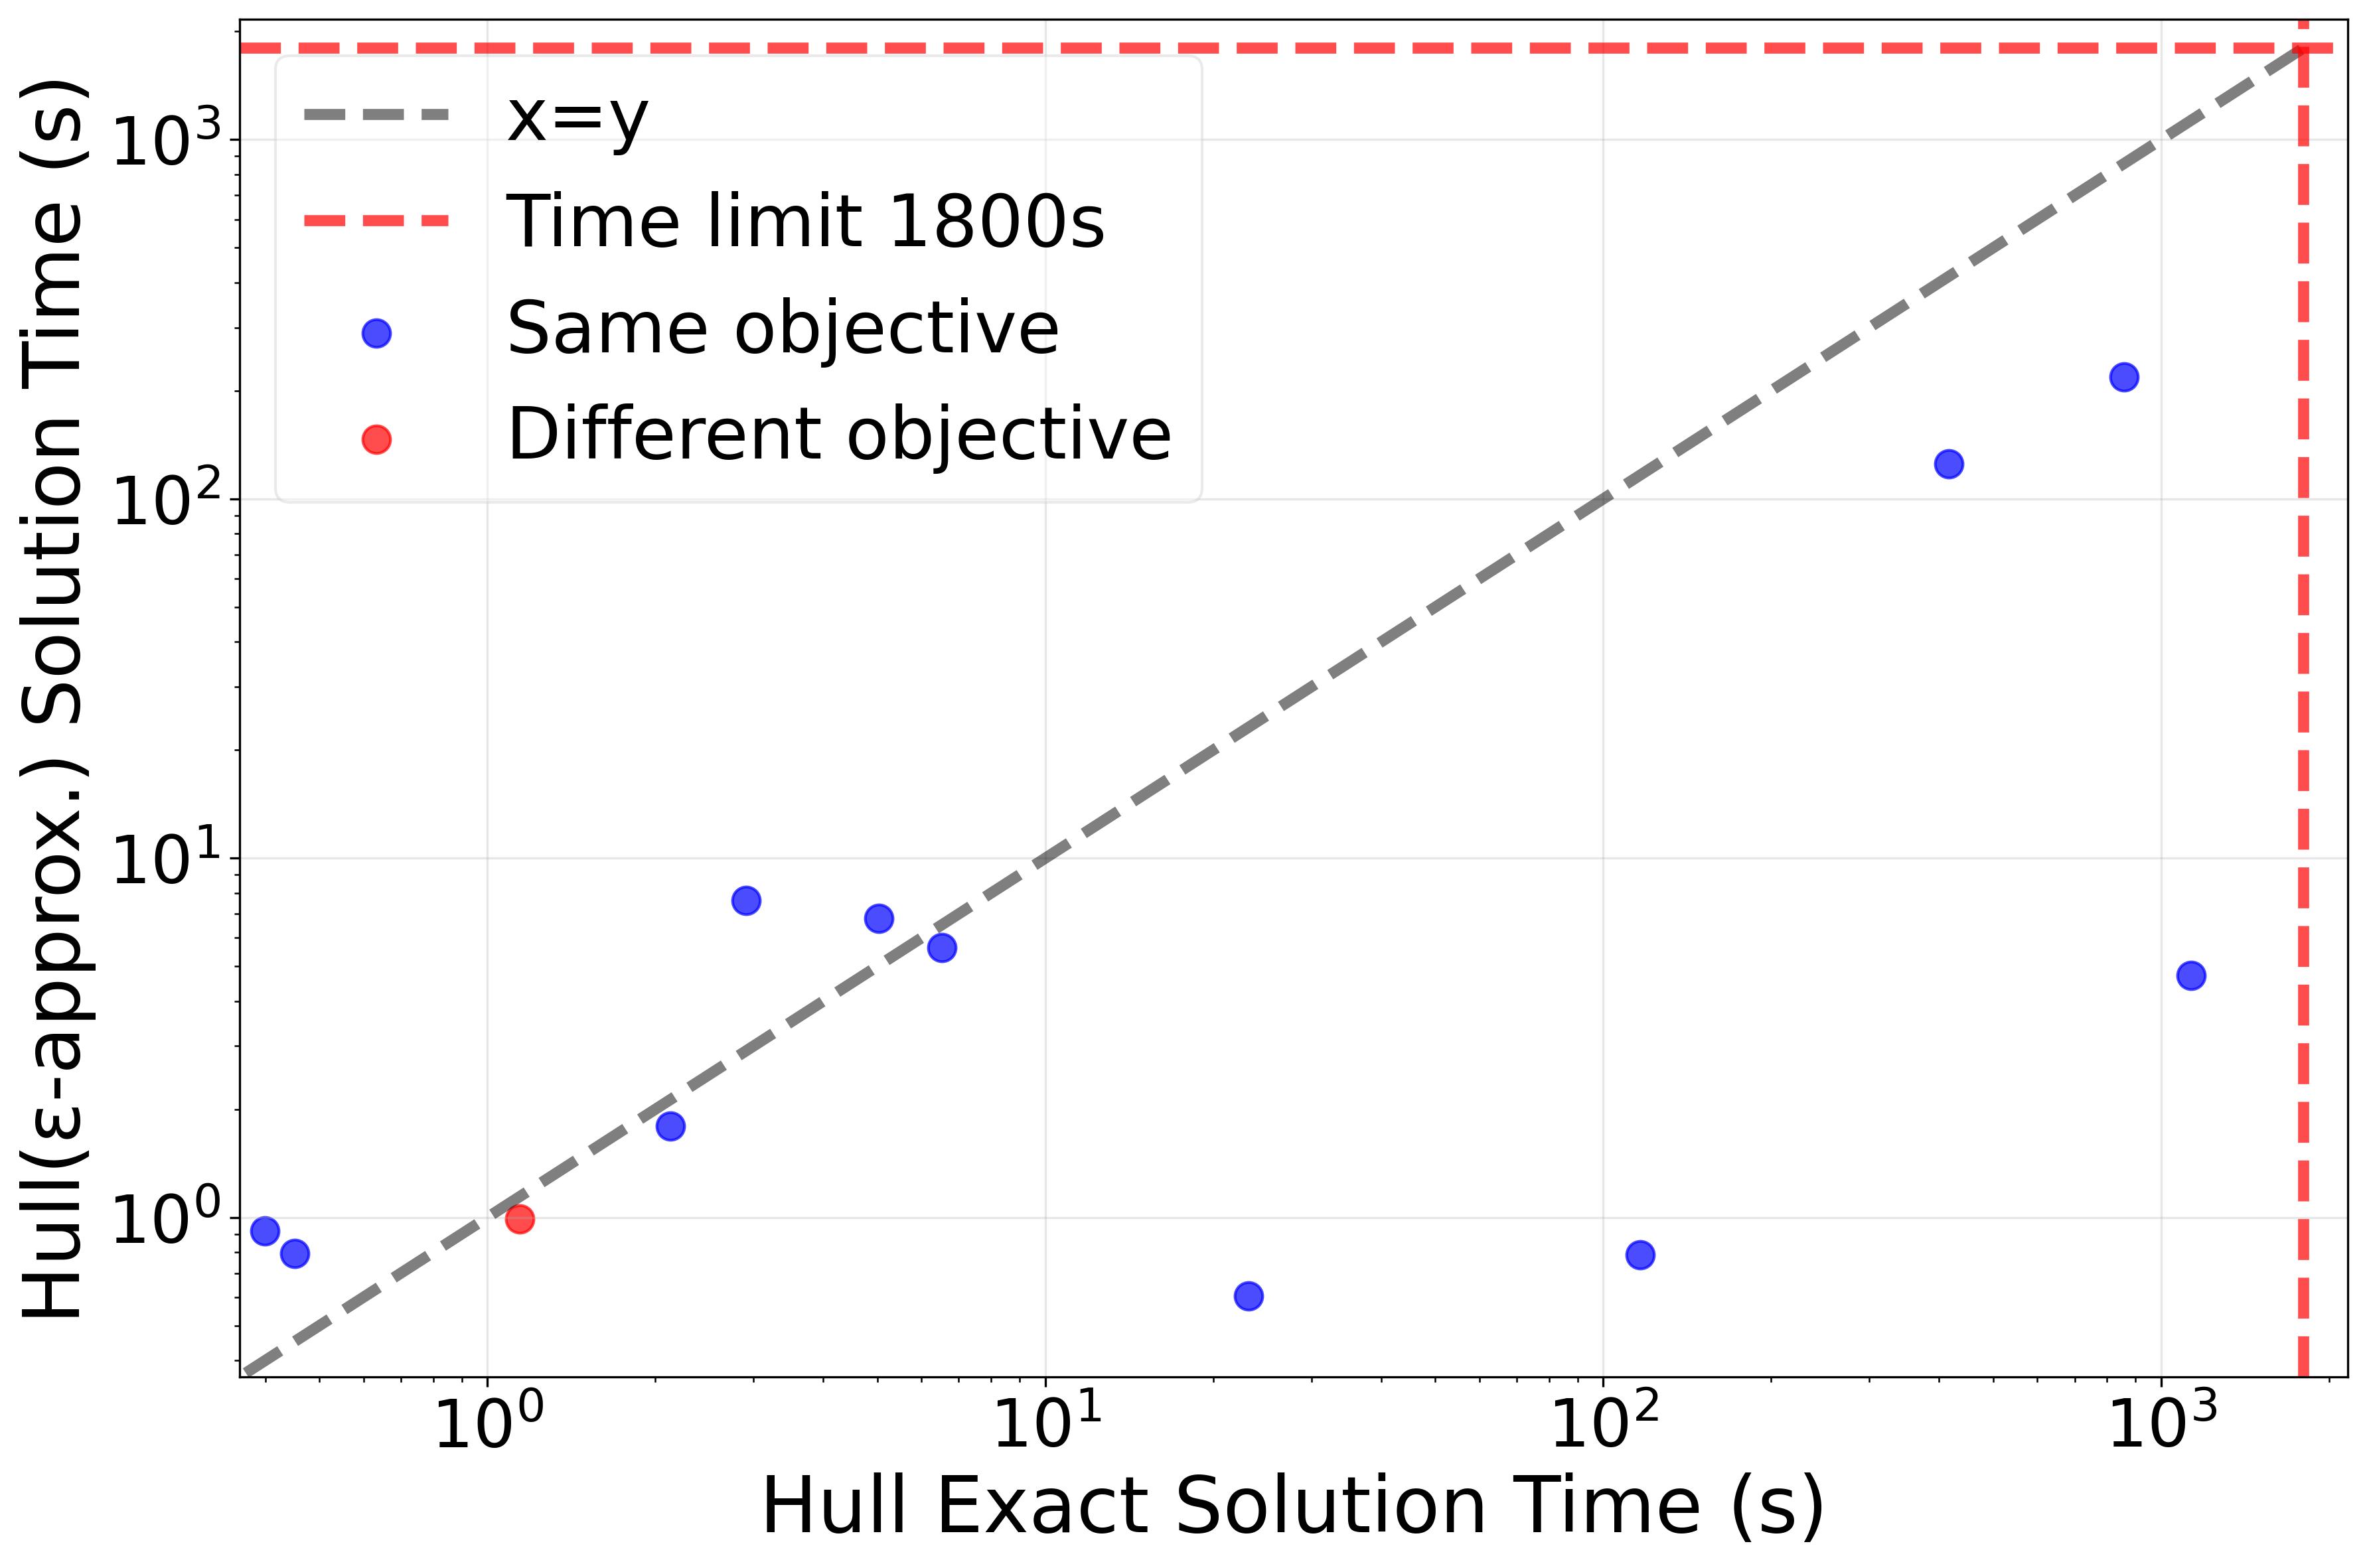 Hull(ε-approx.) Solution Time (s)
10³
10²
10¹
10⁰
x=y
Time limit 1800s
Same objective
Different objective
10⁰ 10¹ 10² 10³
Hull Exact Solution Time (s)